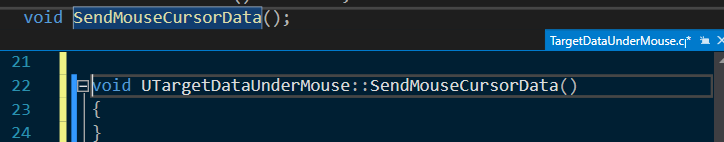 void SendMouseCursorData();
TargetDataUnderMouse.cp*
21
22 void UTargetDataUnderMouse::SendMouseCursorData()
23 {
24 }